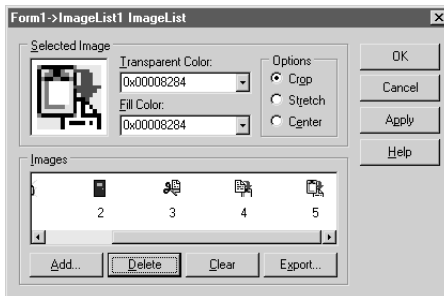 Form1->ImageList1 ImageList
Selected Image
Transparent Color:
0x00008284
Fill Color:
0x00008284
Options
Crop
Stretch
Center
OK
Cancel
Apply
Help
Images
2 3 4 5
Add... Delete Clear Export...